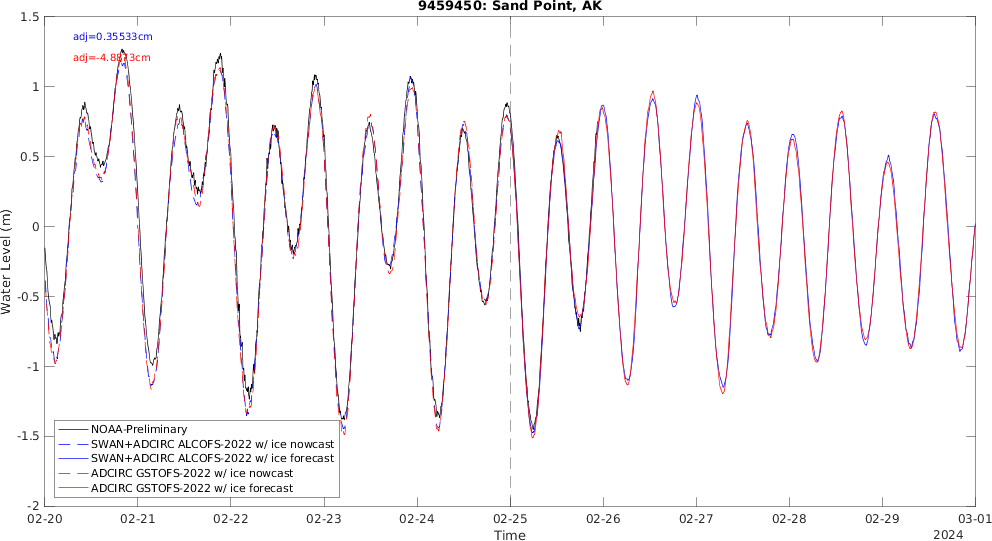 9459450: Sand Point, AK
adj=0.35533cm
adj=-4.8873cm
Water Level (m)
1.5
1
0.5
0
-0.5
-1
-1.5
-2
NOAA-Preliminary
SWAN+ADCIRC ALCOFS-2022 w/ ice nowcast
SWAN+ADCIRC ALCOFS-2022 w/ ice forecast
ADCIRC GSTOFS-2022 w/ ice nowcast
ADCIRC GSTOFS-2022 w/ ice forecast
02-20 02-21 02-22 02-23 02-24 02-25 02-26 02-27 02-28 02-29 03-01
Time
2024